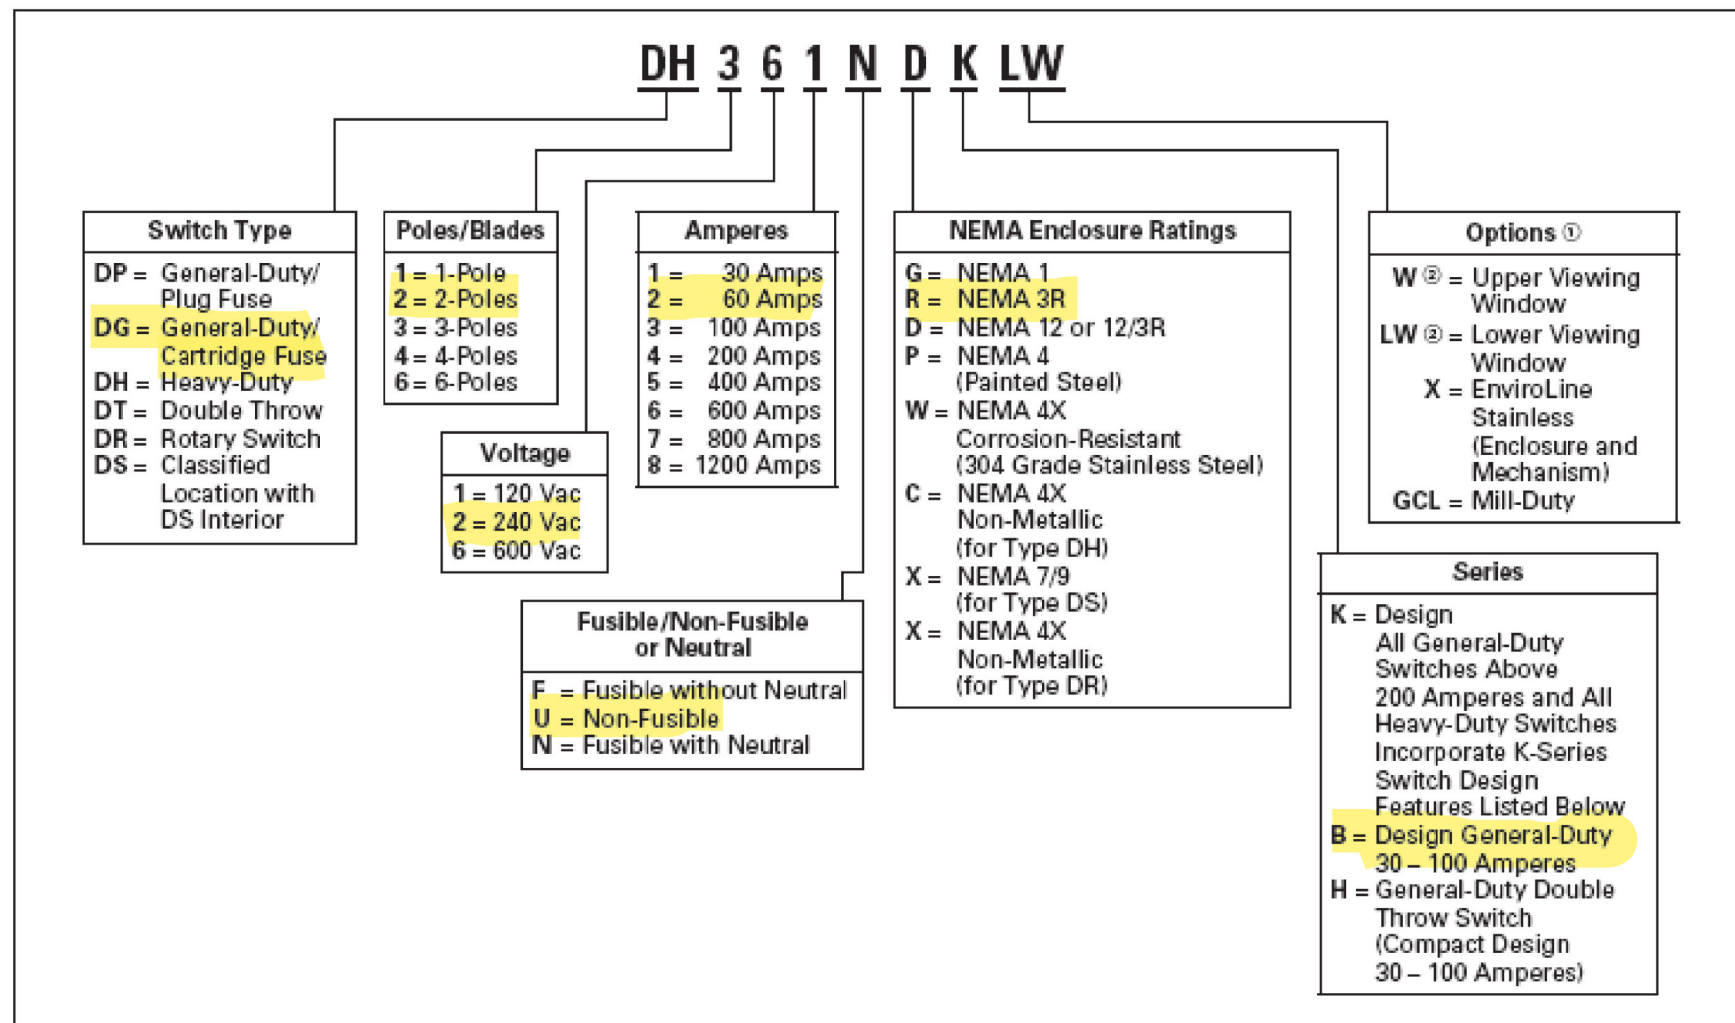 DH 3 6 1 N D K LW
Switch Type
DP = General-Duty/
Plug Fuse
DG = General-Duty/
Cartridge Fuse
DH = Heavy-Duty
DT = Double Throw
DR = Rotary Switch
DS = Classified
Location with
DS Interior
Poles/Blades
1 = 1-Pole
2 = 2-Poles
3 = 3-Poles
4 = 4-Poles
6 = 6-Poles
Voltage
1 = 120 Vac
2 = 240 Vac
6 = 600 Vac
Fusible/Non-Fusible
or Neutral
F = Fusible without Neutral
U = Non-Fusible
N = Fusible with Neutral
Amperes
1 = 30 Amps
2 = 60 Amps
3 = 100 Amps
4 = 200 Amps
5 = 400 Amps
6 = 600 Amps
7 = 800 Amps
8 = 1200 Amps
NEMA Enclosure Ratings
G = NEMA 1
R = NEMA 3R
D = NEMA 12 or 12/3R
P = NEMA 4
(Painted Steel)
W = NEMA 4X
Corrosion-Resistant
(304 Grade Stainless Steel)
C = NEMA 4X
Non-Metallic
(for Type DH)
X = NEMA 7/9
(for Type DS)
X = NEMA 4X
Non-Metallic
(for Type DR)
Options ①
W ② = Upper Viewing
Window
LW ③ = Lower Viewing
Window
X = EnviroLine
Stainless
(Enclosure and
Mechanism)
GCL = Mill-Duty
Series
K = Design
All General-Duty
Switches Above
200 Amperes and All
Heavy-Duty Switches
Incorporate K-Series
Switch Design
Features Listed Below
B = Design General-Duty
30 – 100 Amperes
H = General-Duty Double
Throw Switch
(Compact Design
30 – 100 Amperes)